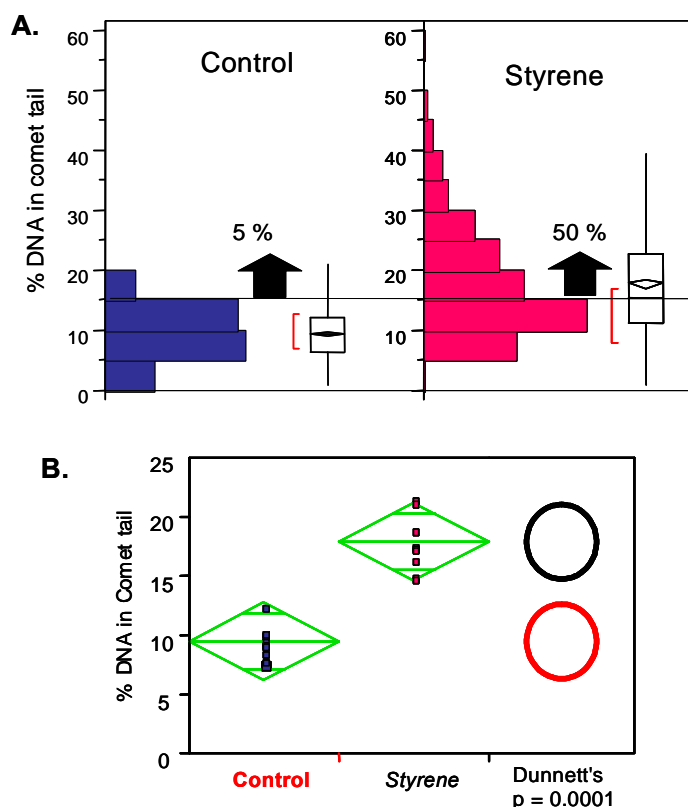 A.
% DNA in comet tail
60
50
40
30
20
10
0
Control
5 %
60
50
40
30
20
10
0
Styrene
50 %
B.
% DNA in Comet tail
25
20
15
10
5
0
Control
Styrene
Dunnett's
p = 0.0001